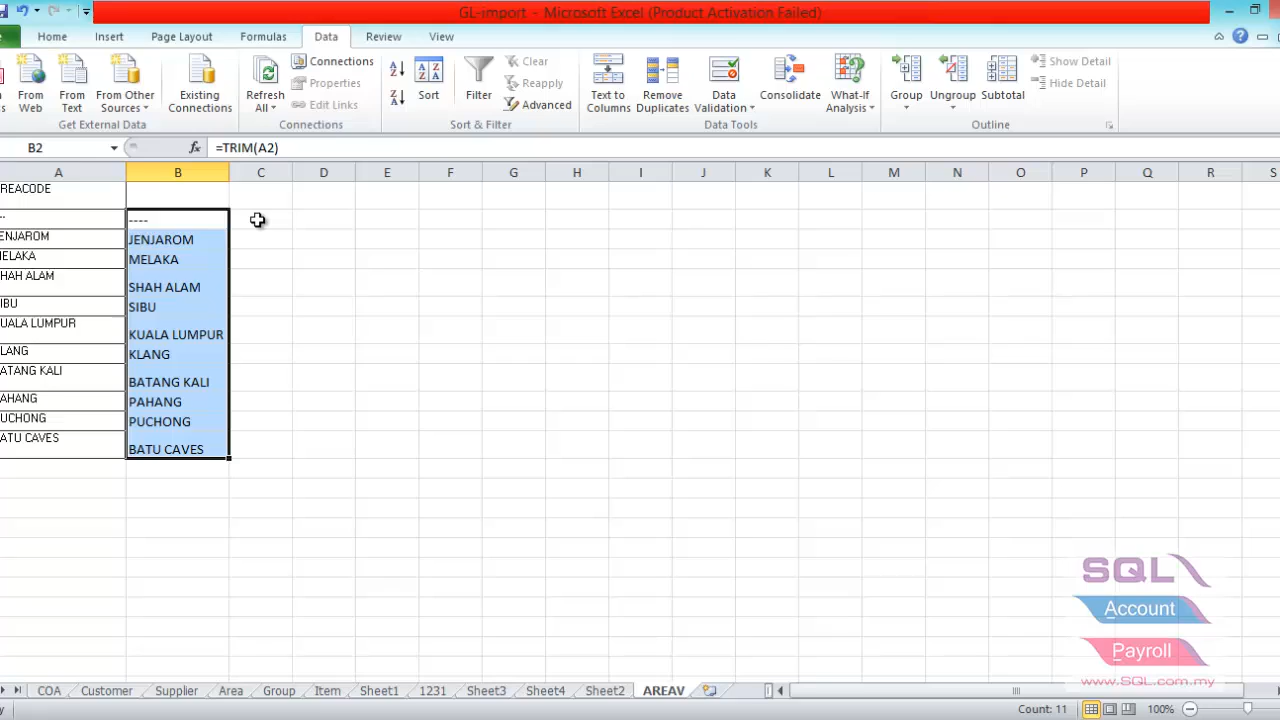 GL-import - Microsoft Excel (Product Activation Failed)
Home Insert Page Layout Formulas Data Review View
From Web
From Text
From Other Sources
Existing Connections
Get External Data
Refresh All
Connections
Properties
Edit Links
Connections
Sort
Filter
Clear
Reapply
Advanced
Sort & Filter
Text to Columns
Remove Duplicates
Data Validation
Consolidate
What-If Analysis
Data Tools
Group
Ungroup
Subtotal
Show Detail
Hide Detail
Outline
B2 fx =TRIM(A2)
A B C D E F G H I J K L M N O P Q R S
REACODE
-- ----
ENJAROM JENJAROM
ELAKA MELAKA
HAH ALAM SHAH ALAM
IBU SIBU
UALA LUMPUR KUALA LUMPUR
LANG KLANG
ATANG KALI BATANG KALI
AHANG PAHANG
UCHONG PUCHONG
ATU CAVES BATU CAVES
SQL
Account
Payroll
www.SQL.com.my
COA Customer Supplier Area Group Item Sheet1 1231 Sheet3 Sheet4 Sheet2 AREAV
y Count: 11 100%